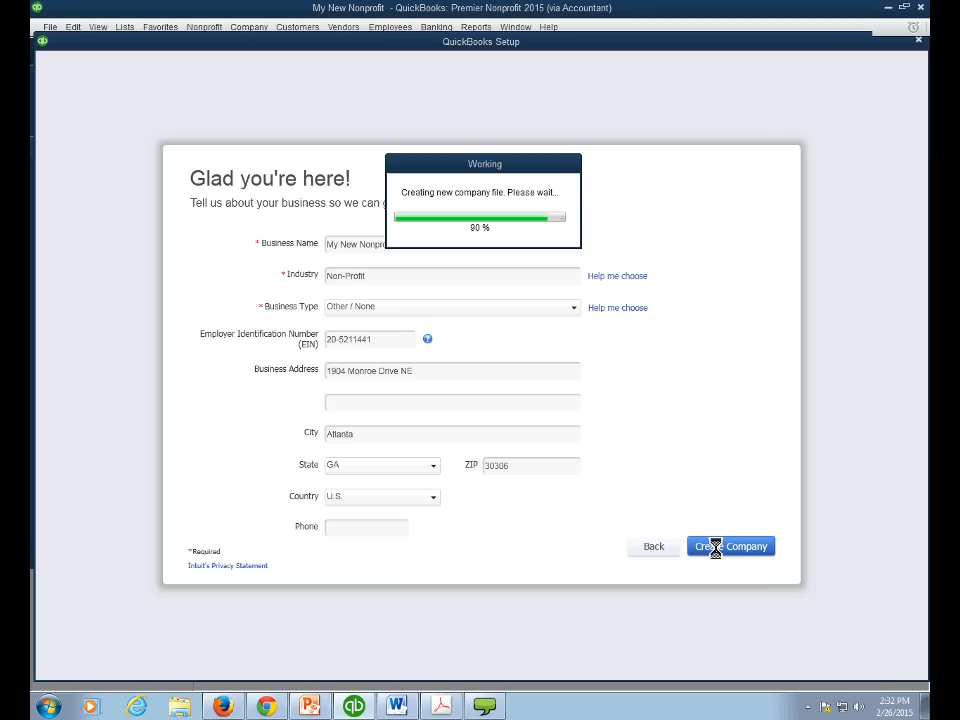 My New Nonprofit - QuickBooks: Premier Nonprofit 2015 (via Accountant)
File Edit View Lists Favorites Nonprofit Company Customers Vendors Employees Banking Reports Window Help
QuickBooks Setup
Working
Creating new company file. Please wait...
90 %
Glad you're here!
Tell us about your business so we can g
* Business Name My New Nonpro
* Industry Non-Profit Help me choose
* Business Type Other / None Help me choose
Employer Identification Number
(EIN) 20-5211441
Business Address 1904 Monroe Drive NE
City Atlanta
State GA ZIP 30306
Country U.S.
Phone
Back Create Company
*Required
Intuit's Privacy Statement
2:32 PM
2/26/2015